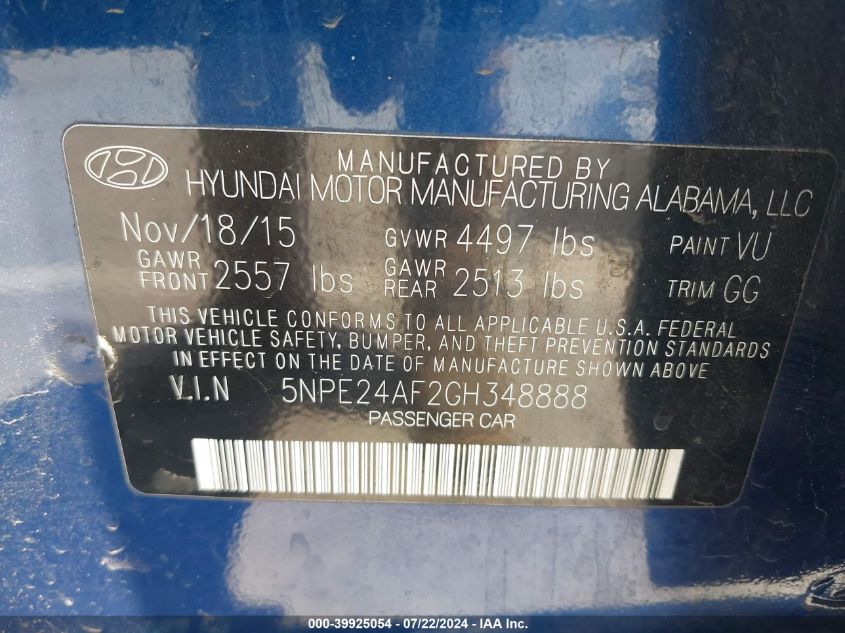 MANUFACTURED BY
HYUNDAI MOTOR MANUFACTURING ALABAMA, LLC
Nov/18/15 GVWR 4497 lbs PAINT VU
GAWR FRONT 2557 lbs GAWR REAR 2513 lbs TRIM GG
THIS VEHICLE CONFORMS TO ALL APPLICABLE U.S.A. FEDERAL
MOTOR VEHICLE SAFETY, BUMPER, AND THEFT PREVENTION STANDARDS
IN EFFECT ON THE DATE OF MANUFACTURE SHOWN ABOVE
V.I.N 5NPE24AF2GH348888
PASSENGER CAR
000-39925054 - 07/22/2024 - IAA Inc.